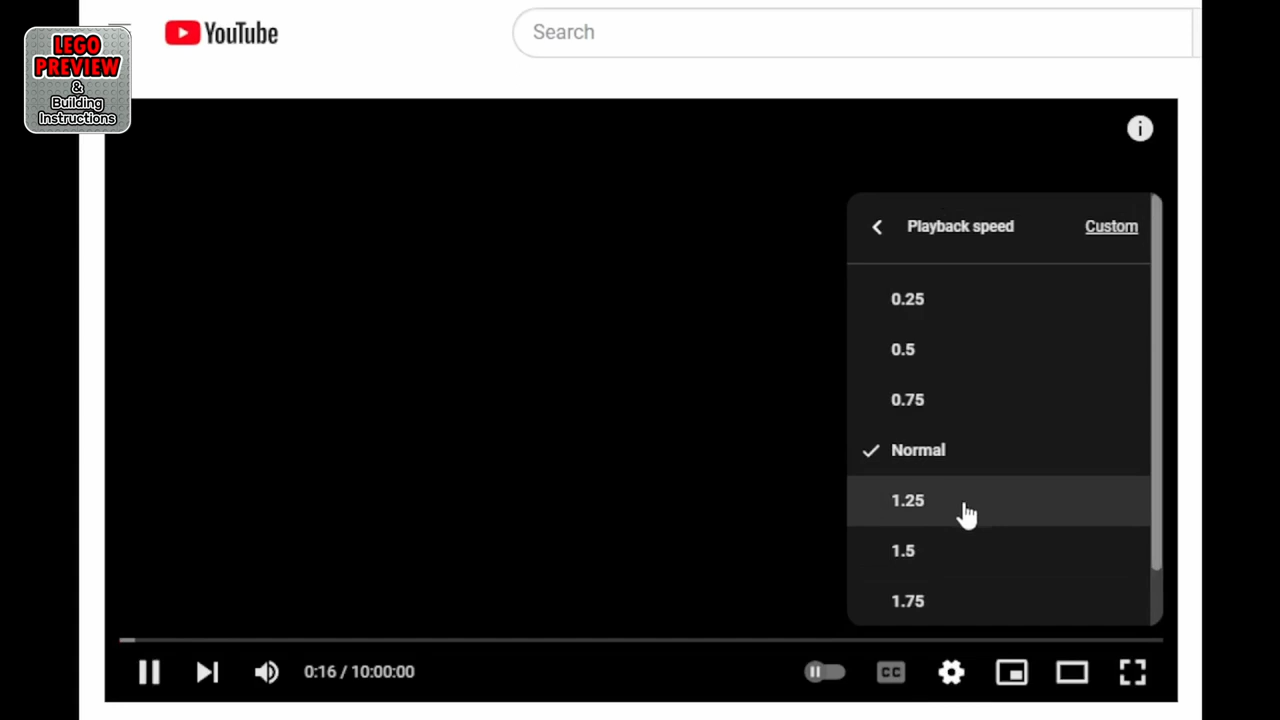 LEGO
PREVIEW
&
Building
Instructions
YouTube
Search
i
Playback speed
Custom
0.25
0.5
0.75
Normal
1.25
1.5
1.75
0:16 / 10:00:00
CC